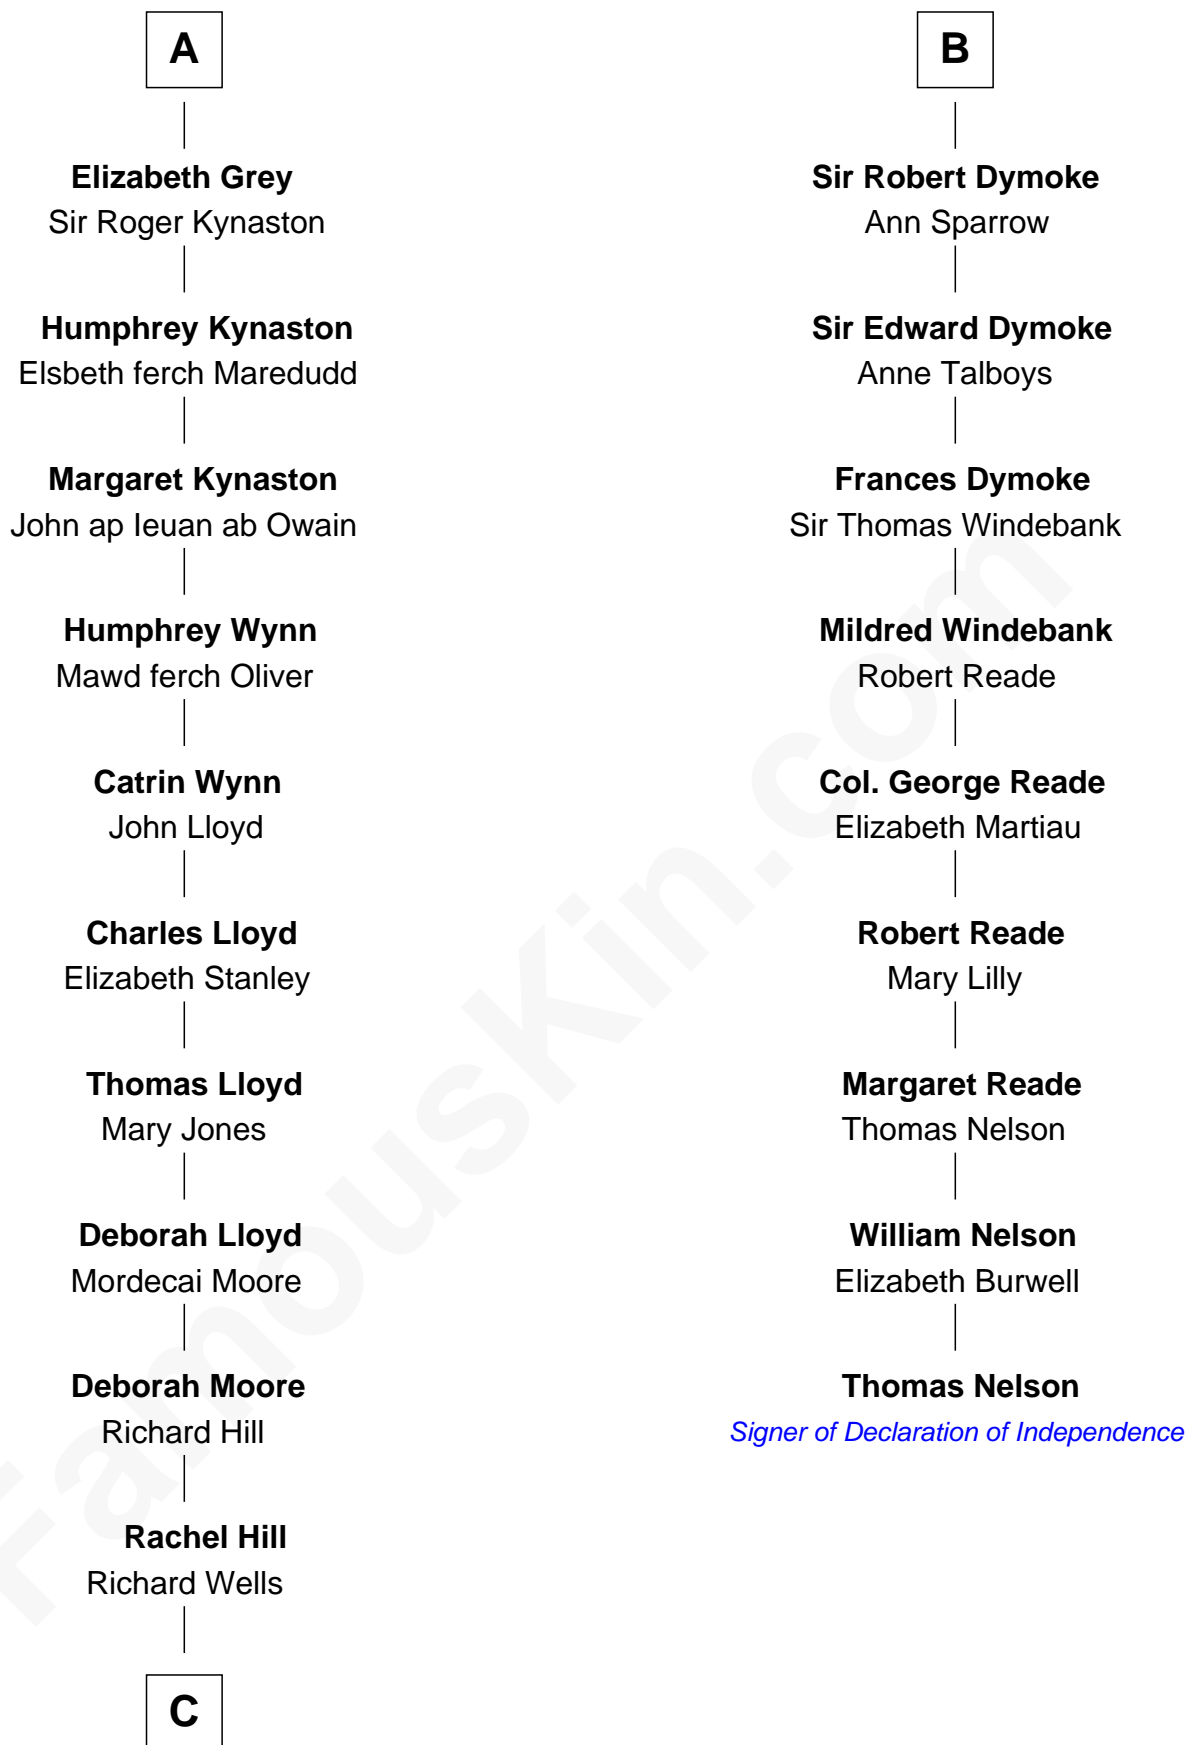 A
Elizabeth Grey
Sir Roger Kynaston
Humphrey Kynaston
Elsbeth ferch Maredudd
Margaret Kynaston
John ap Ieuan ab Owain
Humphrey Wynn
Mawd ferch Oliver
Catrin Wynn
John Lloyd
Charles Lloyd
Elizabeth Stanley
Thomas Lloyd
Mary Jones
Deborah Lloyd
Mordecai Moore
Deborah Moore
Richard Hill
Rachel Hill
Richard Wells
C
B
Sir Robert Dymoke
Ann Sparrow
Sir Edward Dymoke
Anne Talboys
Frances Dymoke
Sir Thomas Windebank
Mildred Windebank
Robert Reade
Col. George Reade
Elizabeth Martiau
Robert Reade
Mary Lilly
Margaret Reade
Thomas Nelson
William Nelson
Elizabeth Burwell
Thomas Nelson
Signer of Declaration of Independence
FamousKin.com